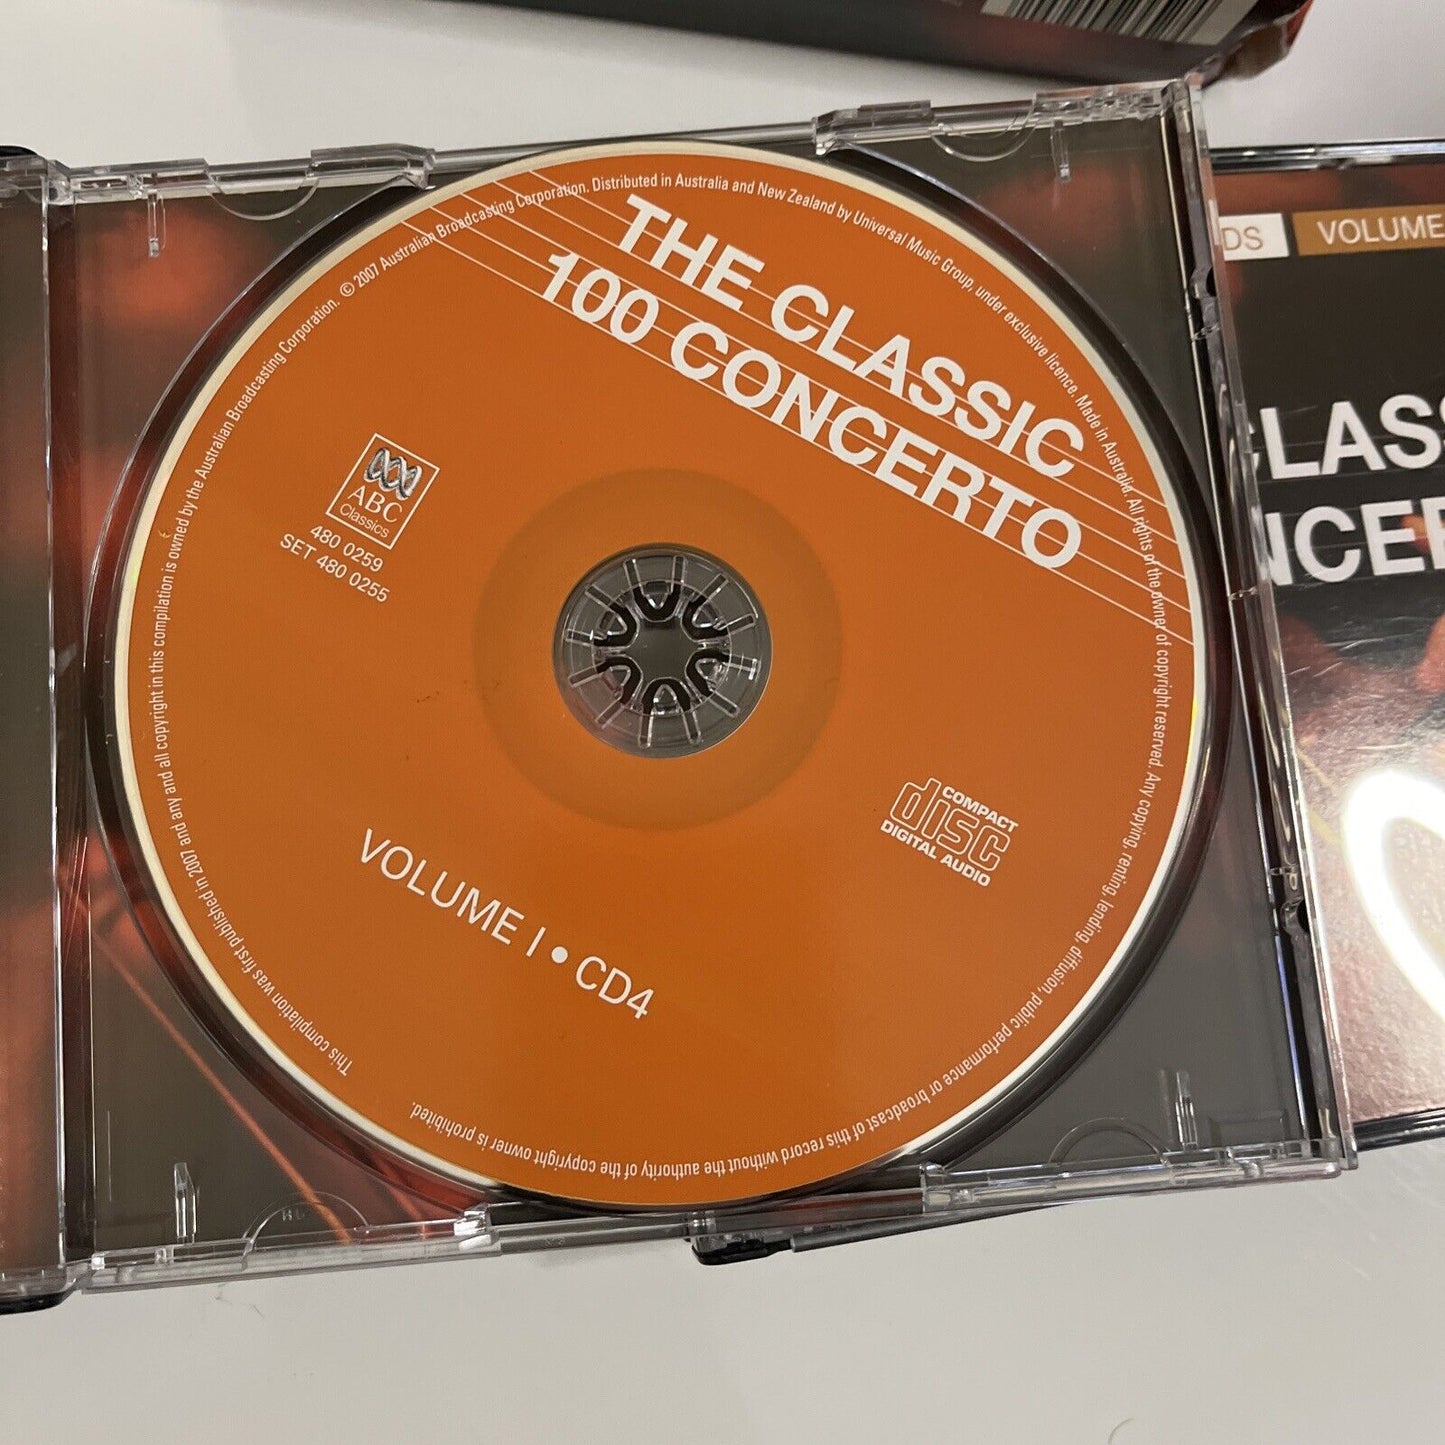 THE CLASSIC
100 CONCERTO
ABC
Classics
480 0259
SET 480 0255
COMPACT
disc
DIGITAL AUDIO
VOLUME I • CD4
This compilation was first published in 2007 and any and all copyright in this compilation is owned by the Australian Broadcasting Corporation. © 2007 Australian Broadcasting Corporation. Distributed in Australia and New Zealand by Universal Music Group, under exclusive licence. Made in Australia. All rights of the owner of copyright reserved. Any copying, renting, lending, diffusion, public performance or broadcast of this record without the authority of the copyright owner is prohibited.
DS
VOLUME
CLASS
NCER